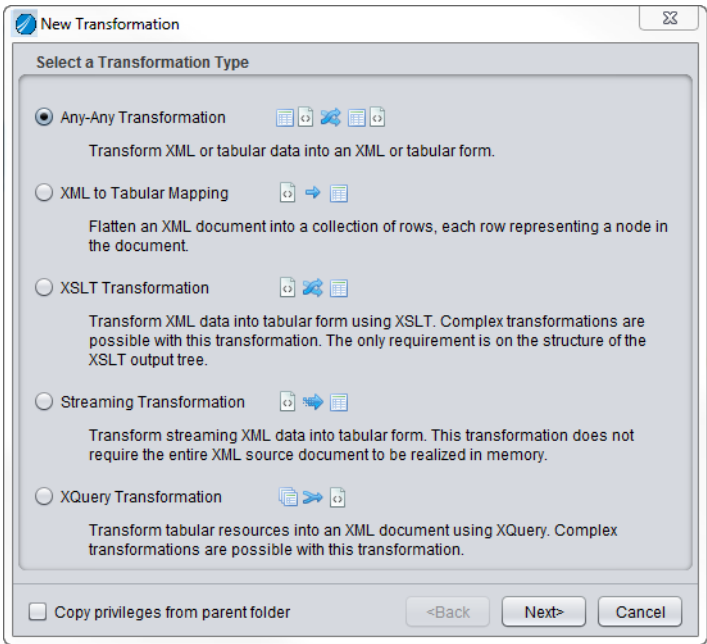 New Transformation
Select a Transformation Type
Any-Any Transformation
Transform XML or tabular data into an XML or tabular form.
XML to Tabular Mapping
Flatten an XML document into a collection of rows, each row representing a node in
the document.
XSLT Transformation
Transform XML data into tabular form using XSLT. Complex transformations are
possible with this transformation. The only requirement is on the structure of the
XSLT output tree.
Streaming Transformation
Transform streaming XML data into tabular form. This transformation does not
require the entire XML source document to be realized in memory.
XQuery Transformation
Transform tabular resources into an XML document using XQuery. Complex
transformations are possible with this transformation.
Copy privileges from parent folder <Back Next> Cancel